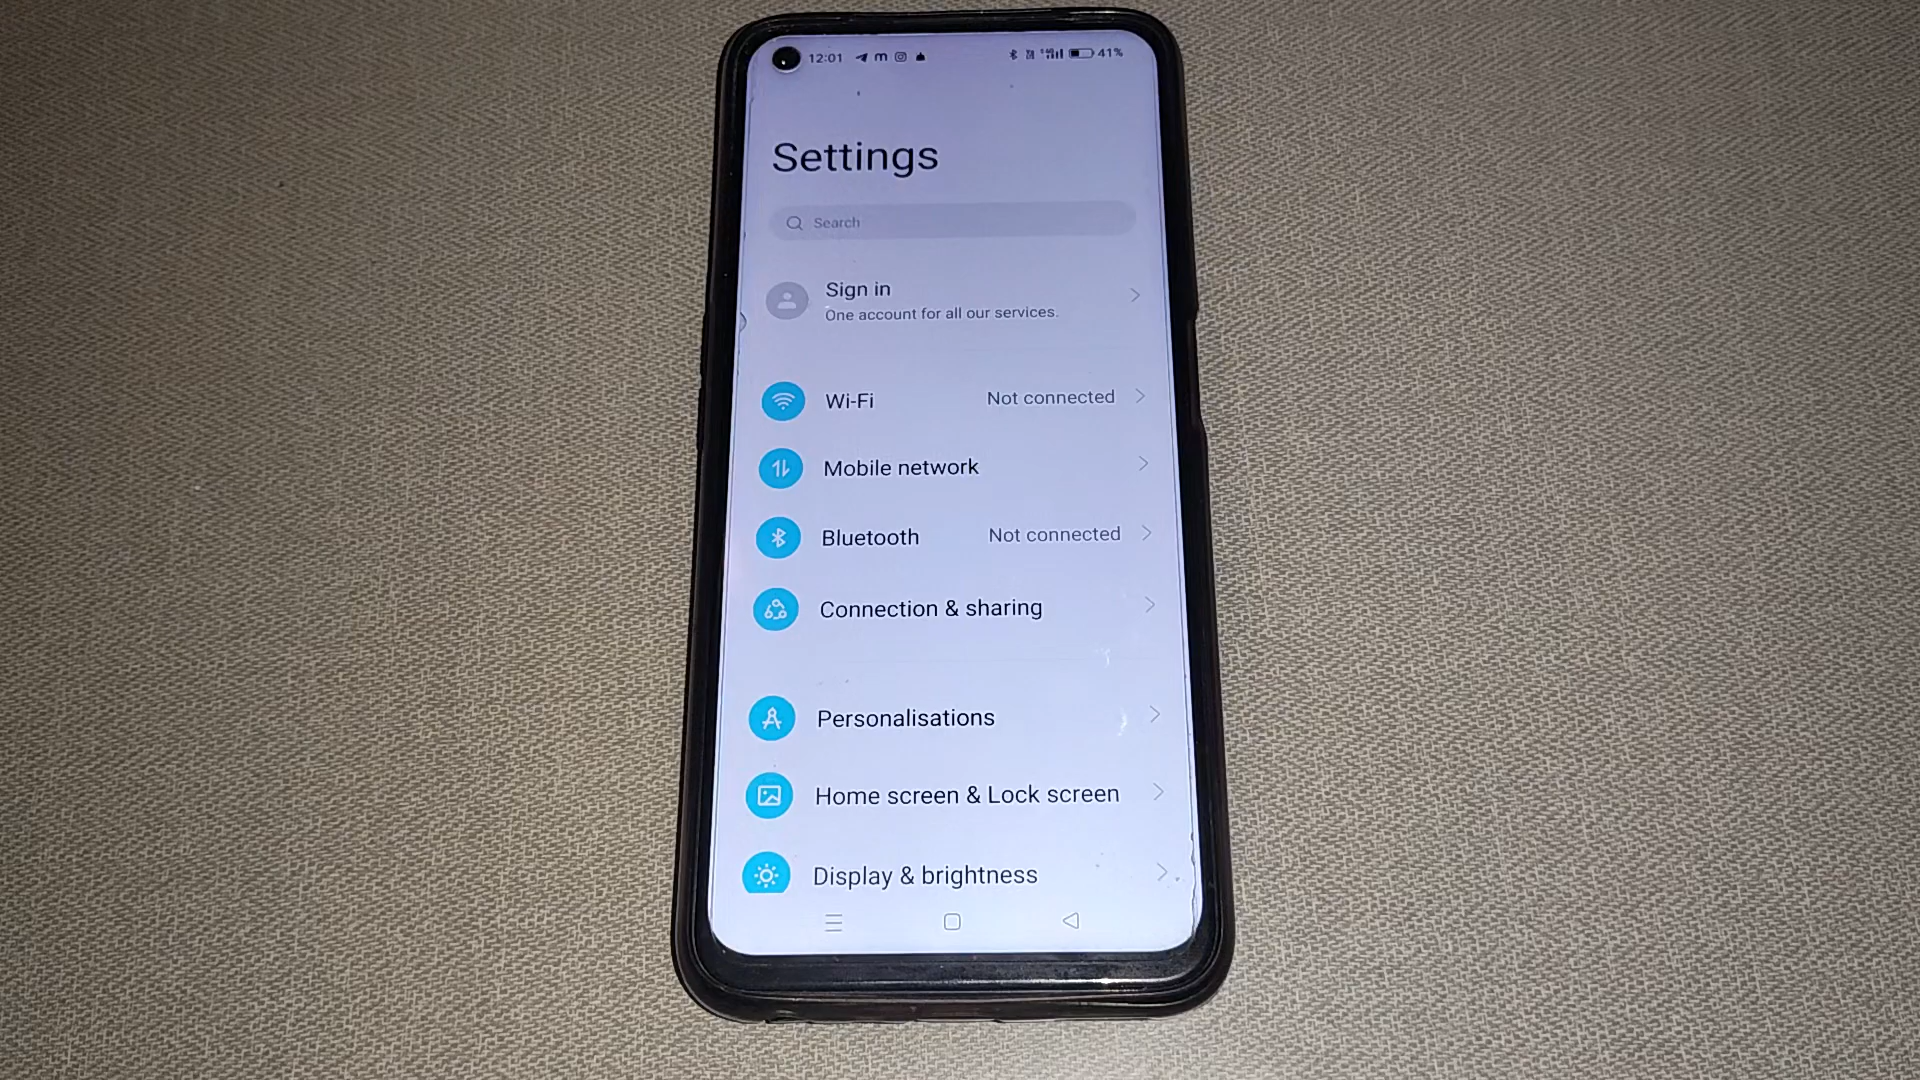 12:01 m 41%
Settings
Search
Sign in
One account for all our services.
Wi-Fi Not connected
Mobile network
Bluetooth Not connected
Connection & sharing
Personalisations
Home screen & Lock screen
Display & brightness